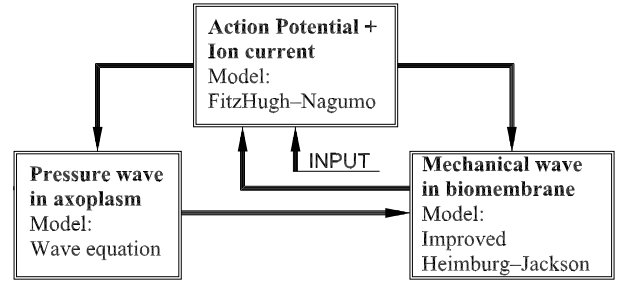 Action Potential +
Ion current
Model:
FitzHugh–Nagumo
INPUT
Pressure wave
in axoplasm
Model:
Wave equation
Mechanical wave
in biomembrane
Model:
Improved
Heimburg–Jackson